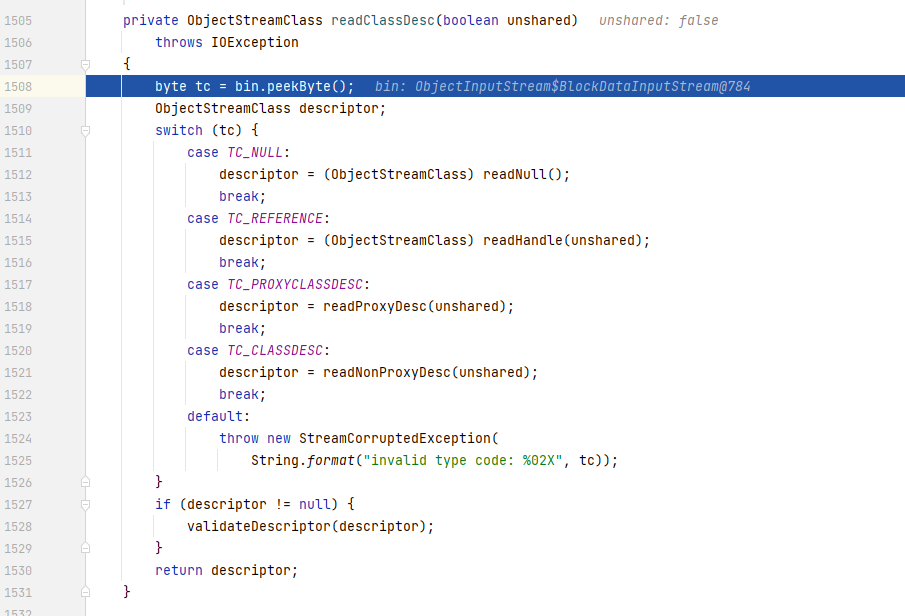 1505 private ObjectStreamClass readClassDesc(boolean unshared) unshared: false
1506 throws IOException
1507 {
1508 byte tc = bin.peekByte(); bin: ObjectInputStream$BlockDataInputStream@784
1509 ObjectStreamClass descriptor;
1510 switch (tc) {
1511 case TC_NULL:
1512 descriptor = (ObjectStreamClass) readNull();
1513 break;
1514 case TC_REFERENCE:
1515 descriptor = (ObjectStreamClass) readHandle(unshared);
1516 break;
1517 case TC_PROXYCLASSDESC:
1518 descriptor = readProxyDesc(unshared);
1519 break;
1520 case TC_CLASSDESC:
1521 descriptor = readNonProxyDesc(unshared);
1522 break;
1523 default:
1524 throw new StreamCorruptedException(
1525 String.format("invalid type code: %02X", tc));
1526 }
1527 if (descriptor != null) {
1528 validateDescriptor(descriptor);
1529 }
1530 return descriptor;
1531 }
1532